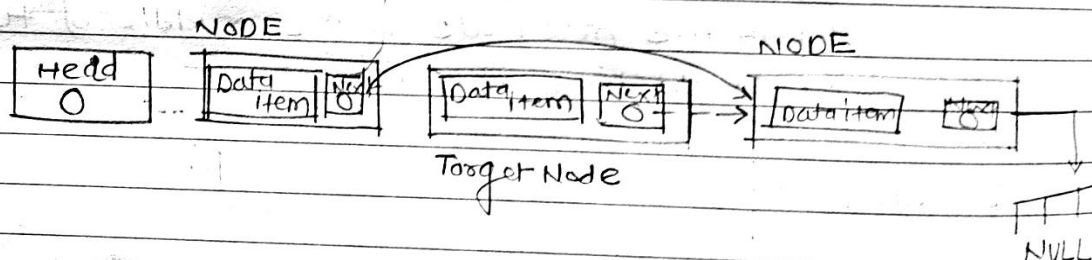 NODE
NODE
Head
O
...
Data
item
Next
O
Data item
Next
O
Data item
Next
O
Target Node
NULL